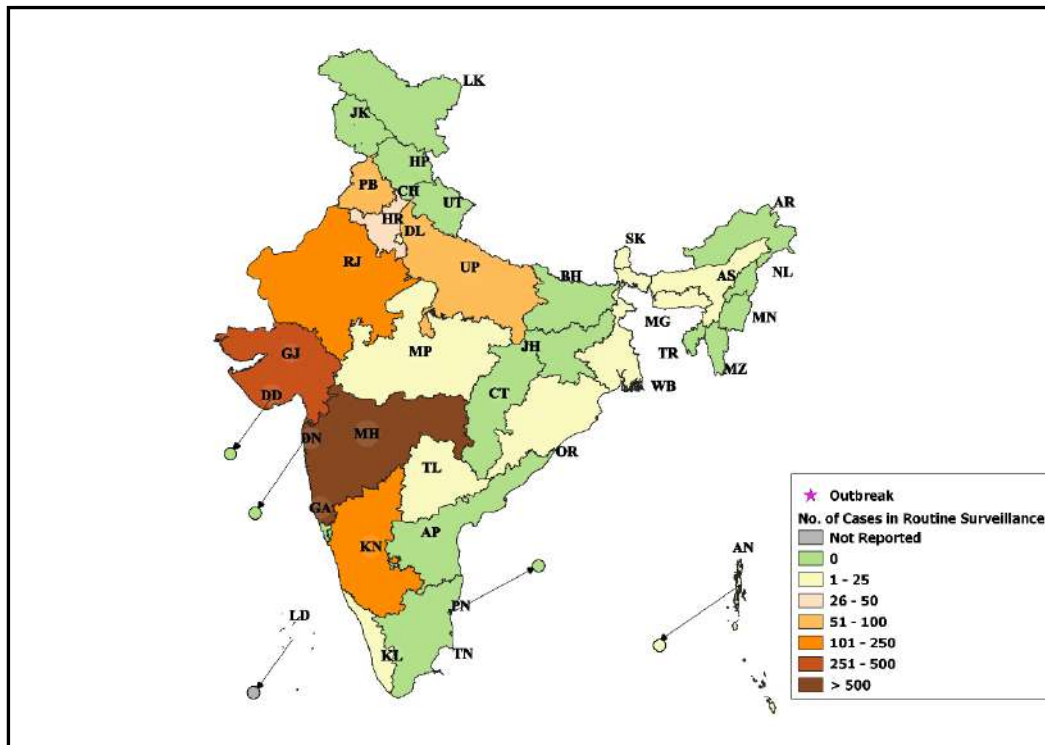 LK
JK
HP
PB
CH
UT
HR
DL
AR
SK
RJ
UP
BH
AS
NL
MG
MN
GJ
MP
JH
TR
MZ
DD
CT
WB
DN
MH
OR
TL
GA
AP
KN
AN
PN
LD
KL
TN
Outbreak
No. of Cases in Routine Surveillance
Not Reported
0
1 - 25
26 - 50
51 - 100
101 - 250
251 - 500
> 500